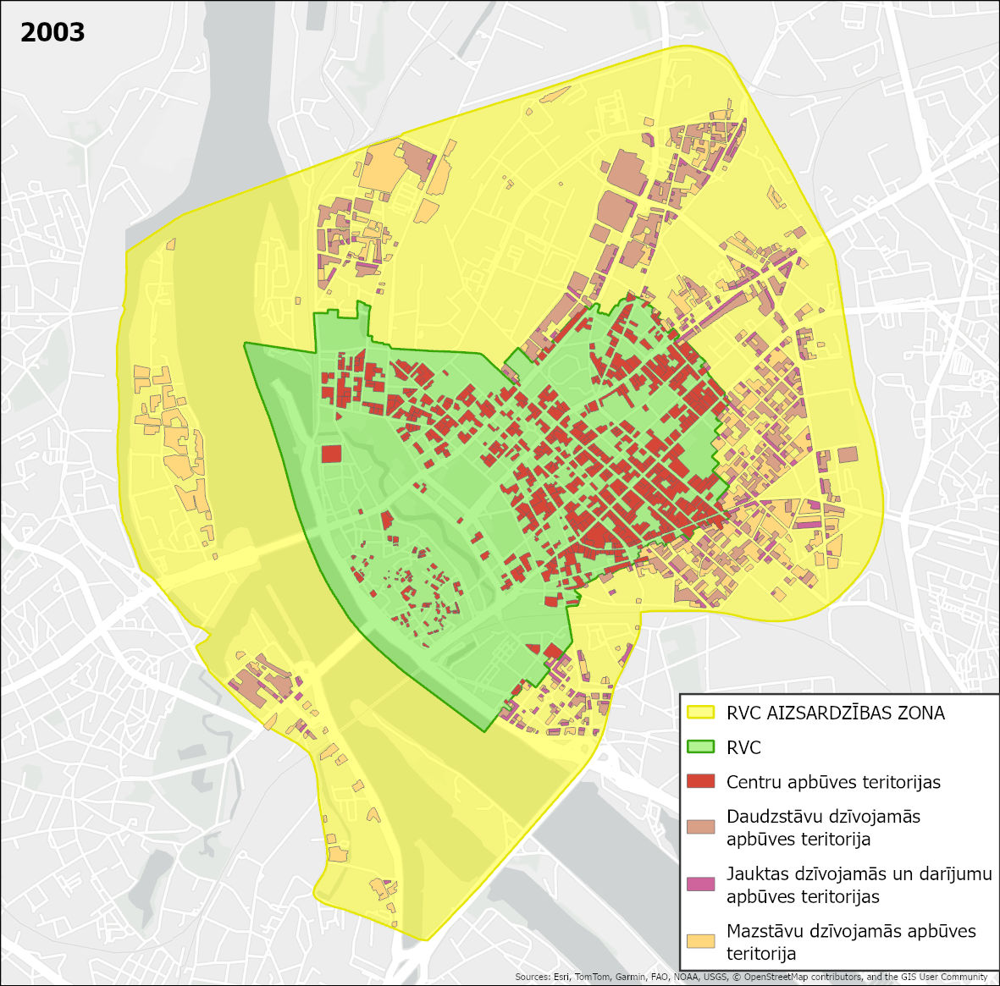 2003
RVC AIZSARDZĪBAS ZONA
RVC
Centru apbūves teritorijas
Daudzstāvu dzīvojamās
apbūves teritorija
Jauktas dzīvojamās un darījumu
apbūves teritorijas
Mazstāvu dzīvojamās apbūves
teritorija
Sources: Esri, TomTom, Garmin, FAO, NOAA, USGS, © OpenStreetMap contributors, and the GIS User Community